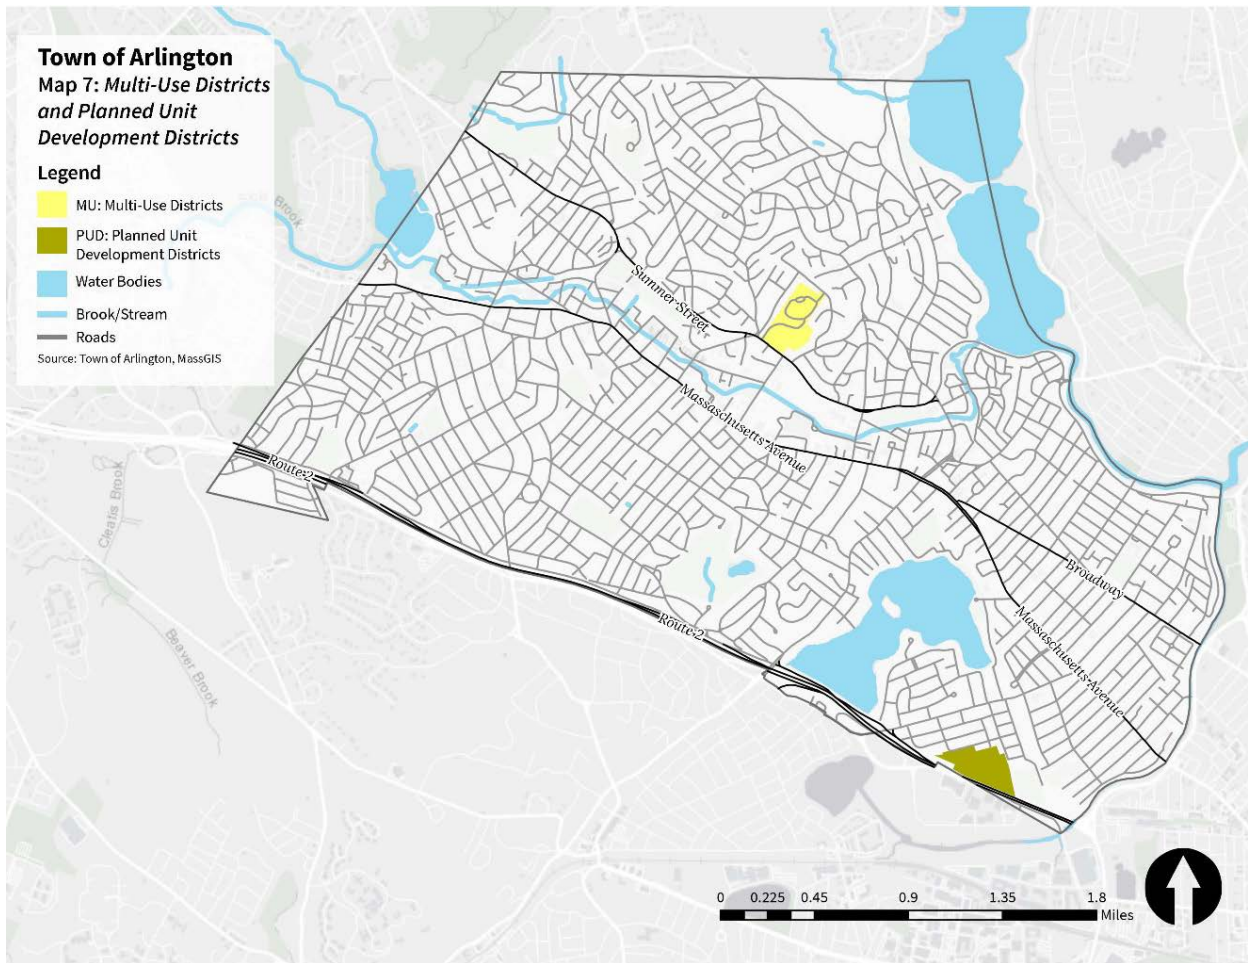 Town of Arlington
Map 7: Multi-Use Districts
and Planned Unit
Development Districts
Legend
MU: Multi-Use Districts
PUD: Planned Unit
Development Districts
Water Bodies
Brook/Stream
Roads
Source: Town of Arlington, MassGIS
Brook
Summer Street
Massaschusetts Avenue
Route 2
Cleatis Brook
Broadway
Route 2
Massaschusetts Avenue
Beaver Brook
0 0.225 0.45 0.9 1.35 1.8
Miles